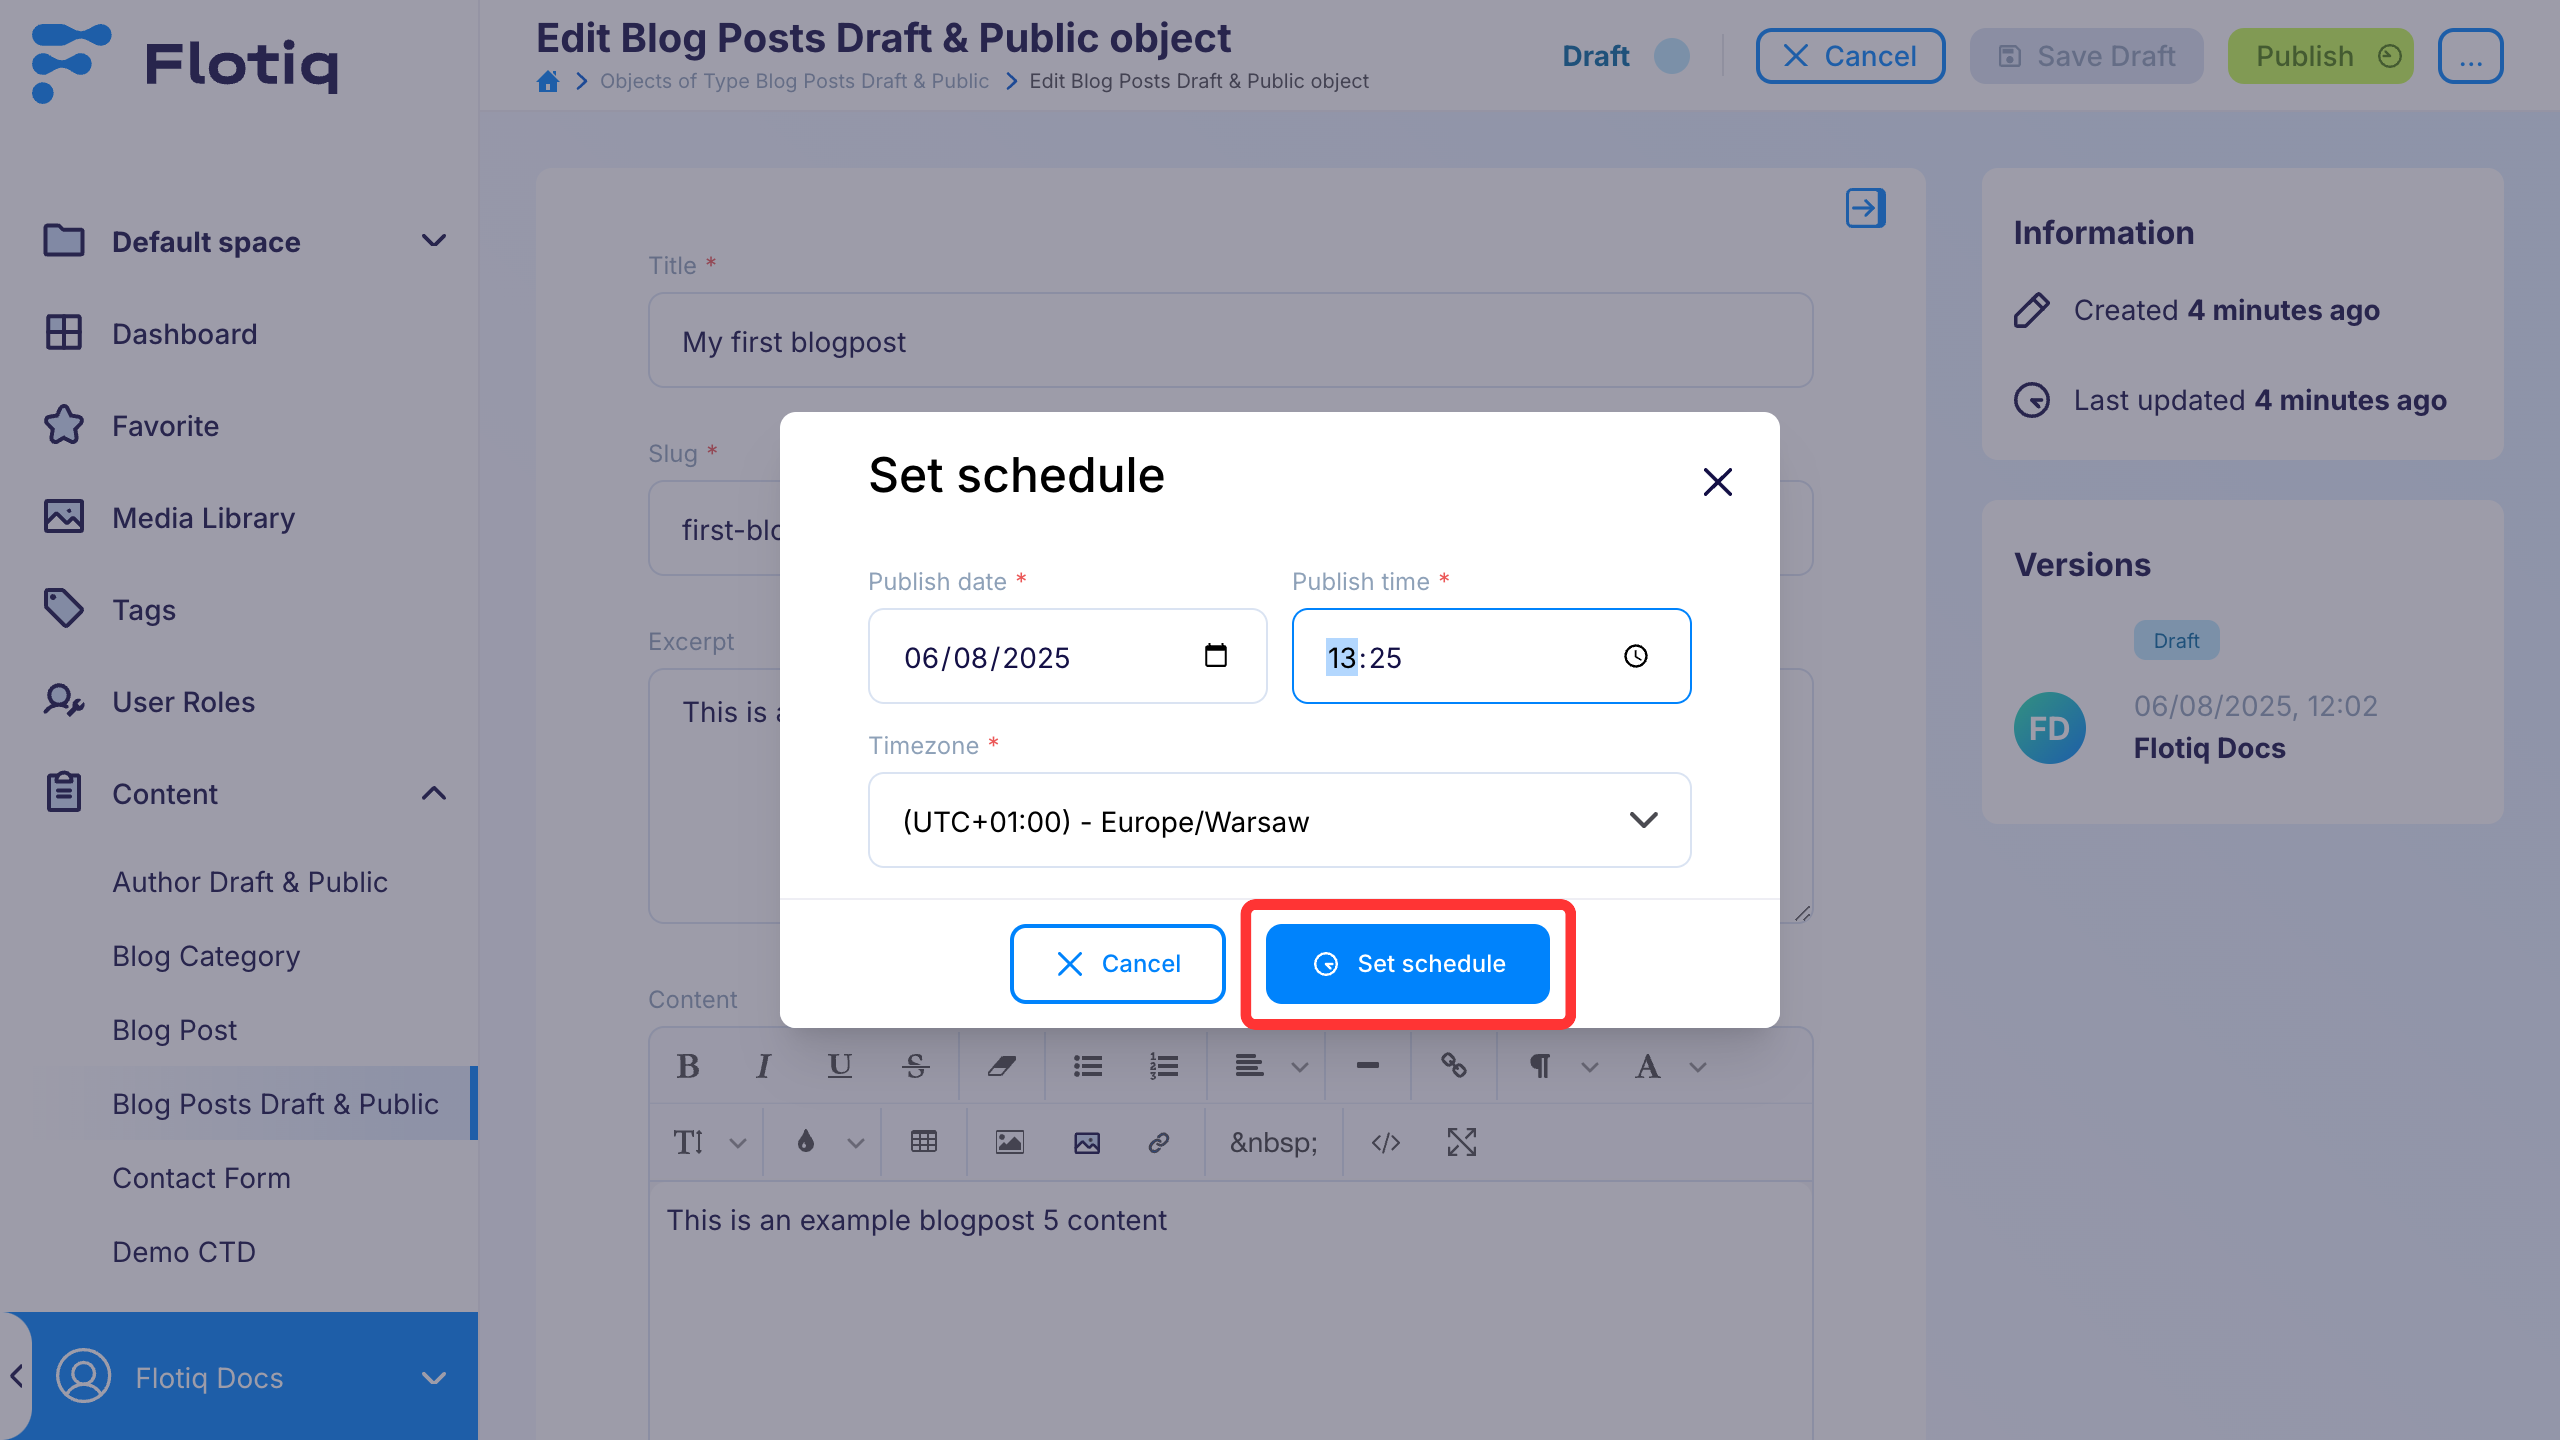 Flotiq
Default space
Dashboard
Favorite
Media Library
Tags
User Roles
Content
Author Draft & Public
Blog Category
Blog Post
Blog Posts Draft & Public
Contact Form
Demo CTD
Flotiq Docs
Edit Blog Posts Draft & Public object
Objects of Type Blog Posts Draft & Public
Edit Blog Posts Draft & Public object
Draft
Cancel
Save Draft
Publish
...
Title *
My first blogpost
Slug *
first-blo
Excerpt
This is a
Content
B I U S
&nbsp;
This is an example blogpost 5 content
Set schedule
Publish date *
06/08/2025
Publish time *
13:25
Timezone *
(UTC+01:00) - Europe/Warsaw
Cancel
Set schedule
Information
Created 4 minutes ago
Last updated 4 minutes ago
Versions
Draft
FD
06/08/2025, 12:02
Flotiq Docs